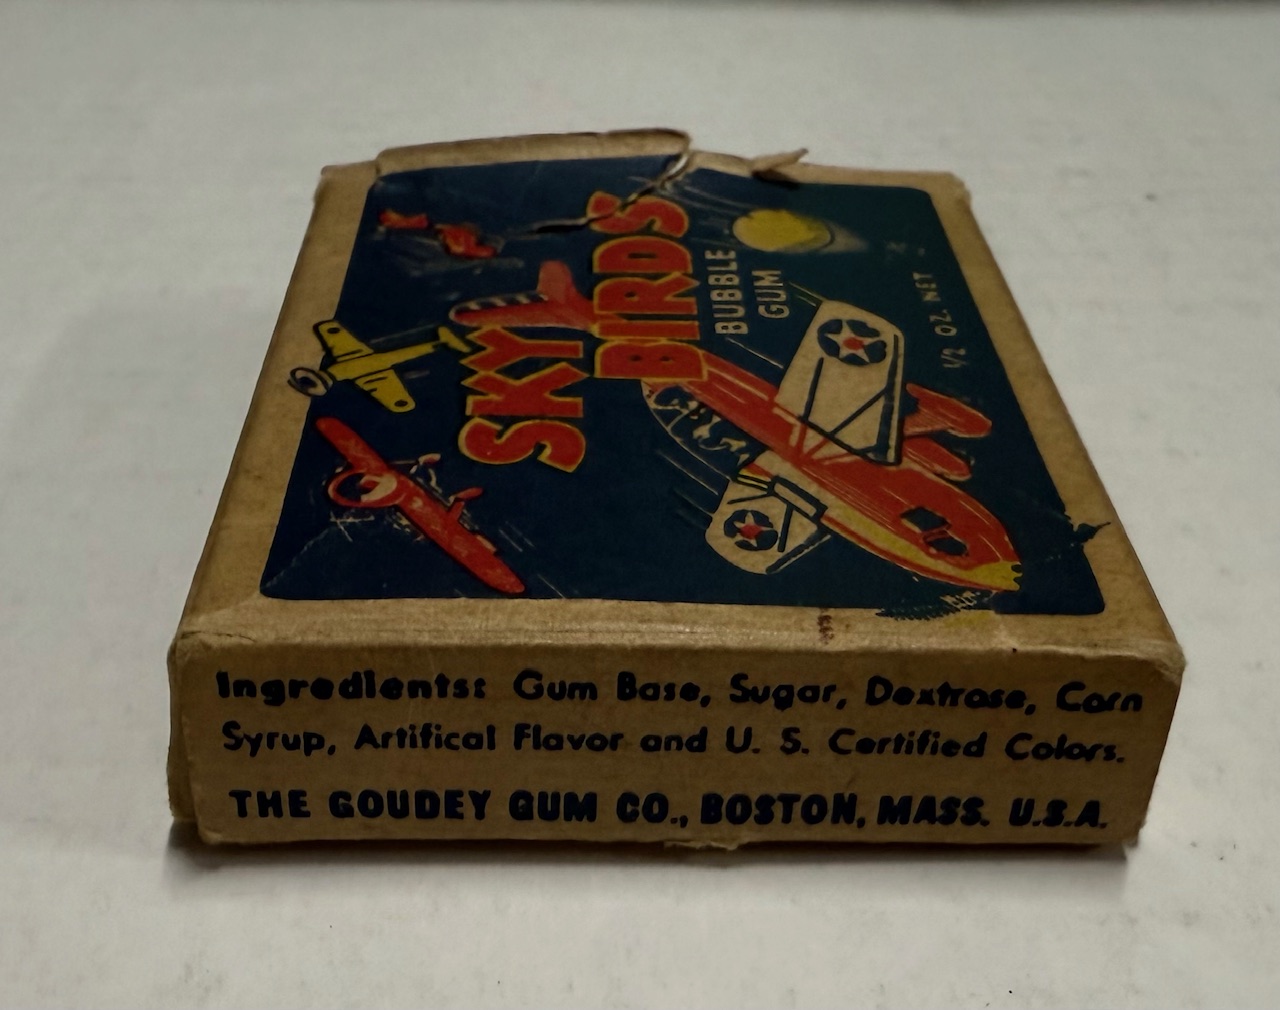 SKY
BIRDS
BUBBLE
GUM
1/2 OZ. NET
Ingredients: Gum Base, Sugar, Dextrose, Corn
Syrup, Artifical Flavor and U. S. Certified Colors.
THE GOUDEY GUM CO., BOSTON, MASS. U.S.A.